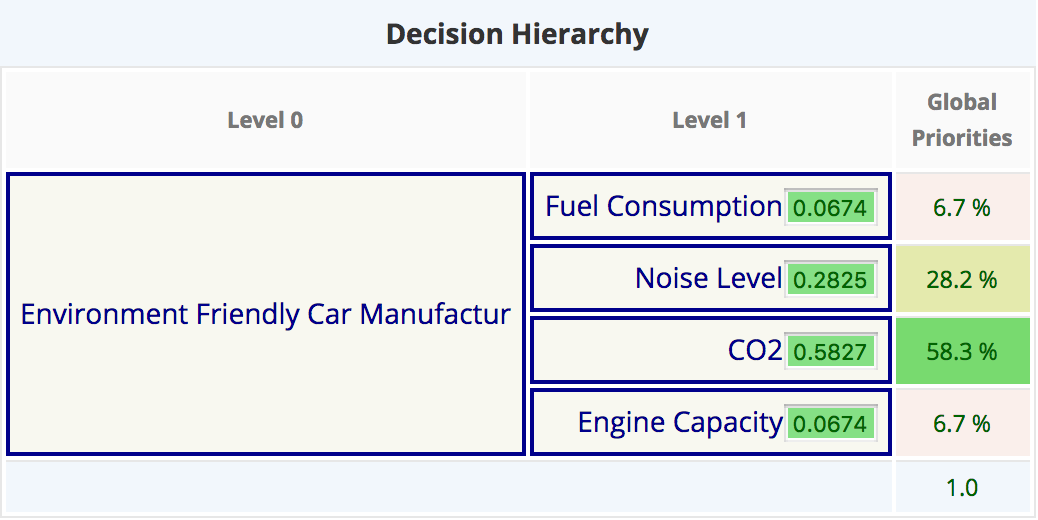 Decision Hierarchy
Level 0 Level 1 Global Priorities
Environment Friendly Car Manufactur
Fuel Consumption 0.0674 6.7 %
Noise Level 0.2825 28.2 %
CO2 0.5827 58.3 %
Engine Capacity 0.0674 6.7 %
1.0